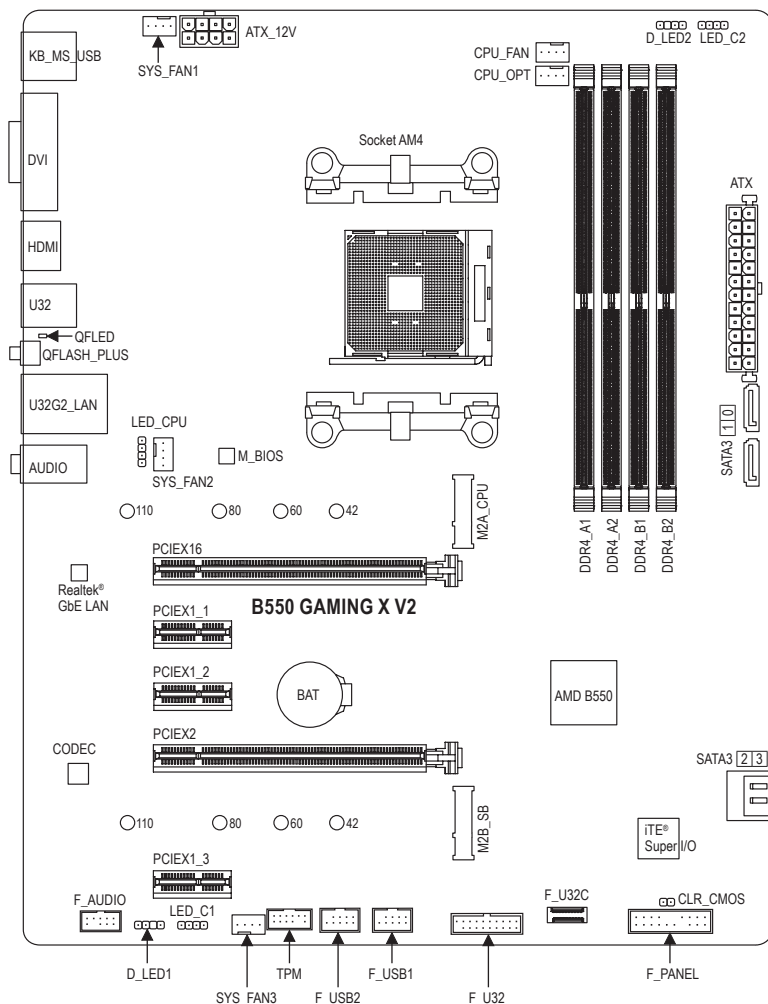 KB_MS_USB
SYS_FAN1
ATX_12V
CPU_FAN
CPU_OPT
D_LED2
LED_C2
DVI
Socket AM4
ATX
HDMI
U32
QFLED
QFLASH_PLUS
U32G2_LAN
LED_CPU
AUDIO
SYS_FAN2
M_BIOS
SATA3 1 0
110
80
60
42
M2A_CPU
DDR4_A1
DDR4_A2
DDR4_B1
DDR4_B2
PCIEX16
Realtek®
GbE LAN
B550 GAMING X V2
PCIEX1_1
PCIEX1_2
BAT
AMD B550
PCIEX2
CODEC
SATA3 2 3
110
80
60
42
M2B_SB
iTE®
Super I/O
PCIEX1_3
F_AUDIO
LED_C1
F_U32C
CLR_CMOS
D_LED1
SYS_FAN3
TPM
F_USB2
F_USB1
F_U32
F_PANEL